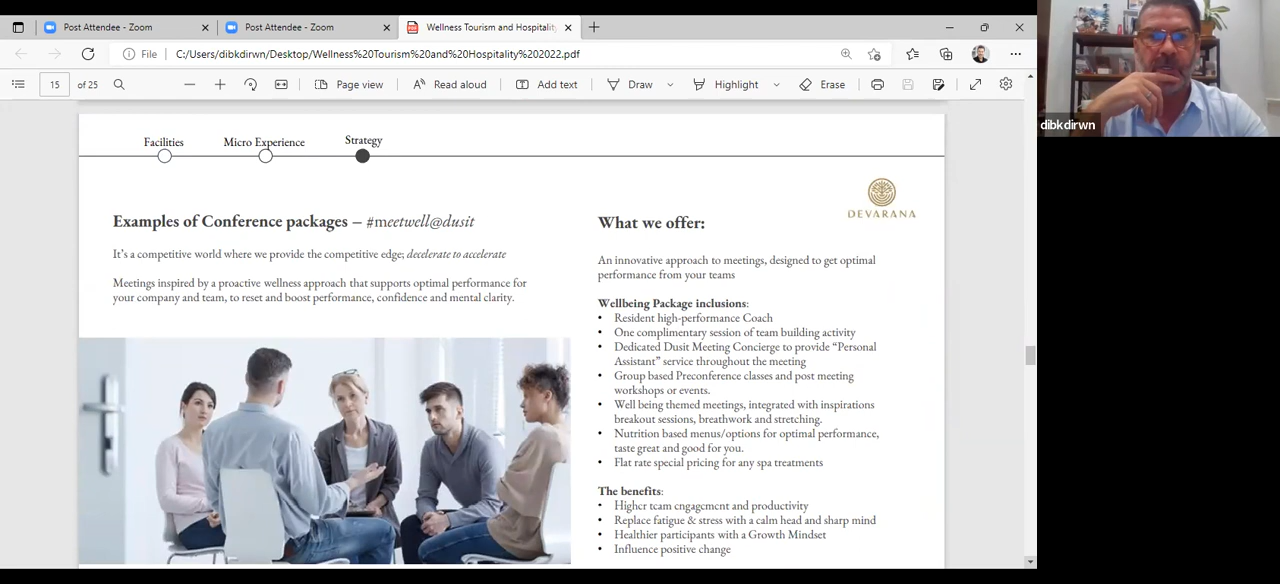 Post Attendee - Zoom
Post Attendee - Zoom
Wellness Tourism and Hospitalit
File
C:/Users/dibkdirwn/Desktop/Wellness%20Tourism%20and%20Hospitality%202022.pdf
15 of 25
Page view
Read aloud
Add text
Draw
Highlight
Erase
dibkdirwn
Facilities
Micro Experience
Strategy
DEVARANA
Examples of Conference packages – #meetwell@dusit
It's a competitive world where we provide the competitive edge; decelerate to accelerate
Meetings inspired by a proactive wellness approach that supports optimal performance for
your company and team, to reset and boost performance, confidence and mental clarity.
What we offer:
An innovative approach to meetings, designed to get optimal
performance from your teams
Wellbeing Package inclusions:
• Resident high-performance Coach
• One complimentary session of team building activity
• Dedicated Dusit Meeting Concierge to provide “Personal
Assistant” service throughout the meeting
• Group based Preconference classes and post meeting
workshops or events.
• Well being themed meetings, integrated with inspirations
breakout sessions, breathwork and stretching.
• Nutrition based menus/options for optimal performance,
taste great and good for you.
• Flat rate special pricing for any spa treatments
The benefits:
• Higher team engagement and productivity
• Replace fatigue & stress with a calm head and sharp mind
• Healthier participants with a Growth Mindset
• Influence positive change